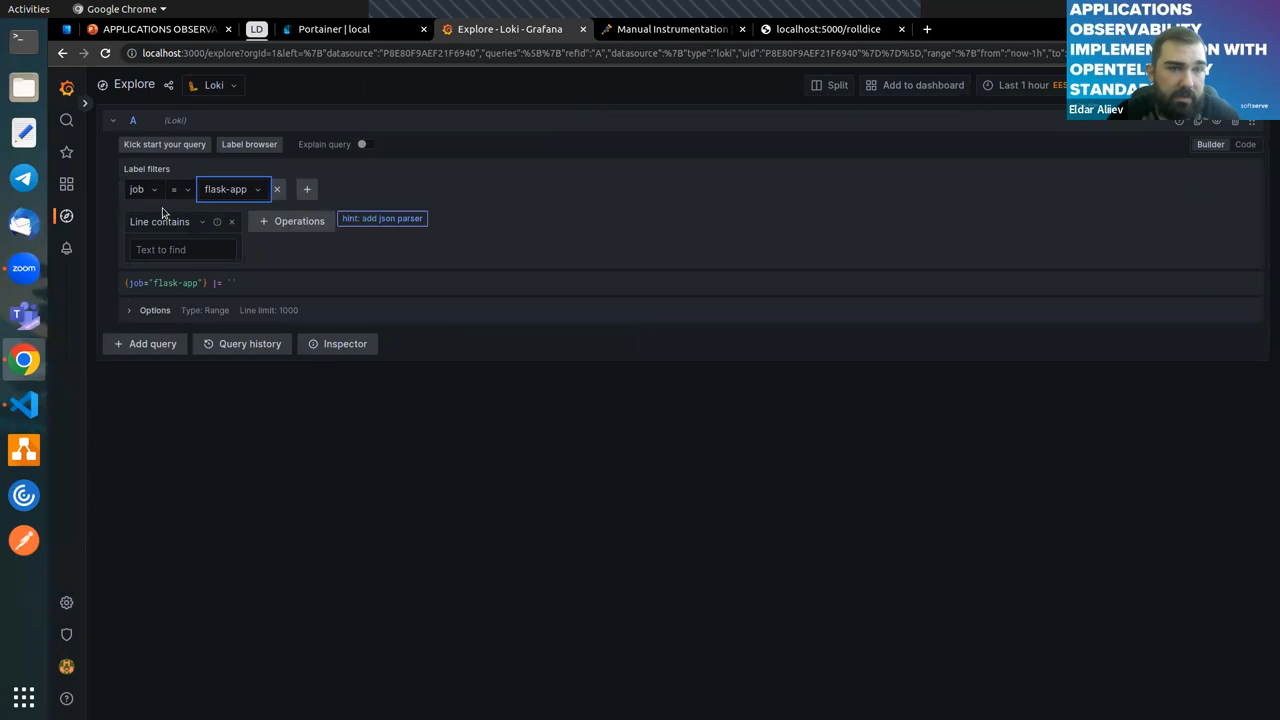 Activities
Google Chrome
APPLICATIONS OBSERVA
LD
Portainer | local
Explore - Loki - Grafana
Manual Instrumentation
localhost:5000/rolldice
localhost:3000/explore?orgId=1&left=%7B"datasource":"P8E80F9AEF21F6940","queries":%5B%7B"refId":"A","datasource":%7B"type":"loki","uid":"P8E80F9AEF21F6940"%7D%7D%5D,"range":%7B"from":"now-1h","to":
APPLICATIONS
OBSERVABILITY
IMPLEMEN ON WITH
OPENTEL Y
STANDA
softserve
Eldar Aliiev
Explore
Loki
Split
Add to dashboard
Last 1 hour
A
(Loki)
Kick start your query
Label browser
Explain query
Builder
Code
Label filters
job
=
flask-app
+
Line contains
+ Operations
hint: add json parser
Text to find
{job="flask-app"} |= ``
Options
Type: Range
Line limit: 1000
+ Add query
Query history
Inspector
zoom